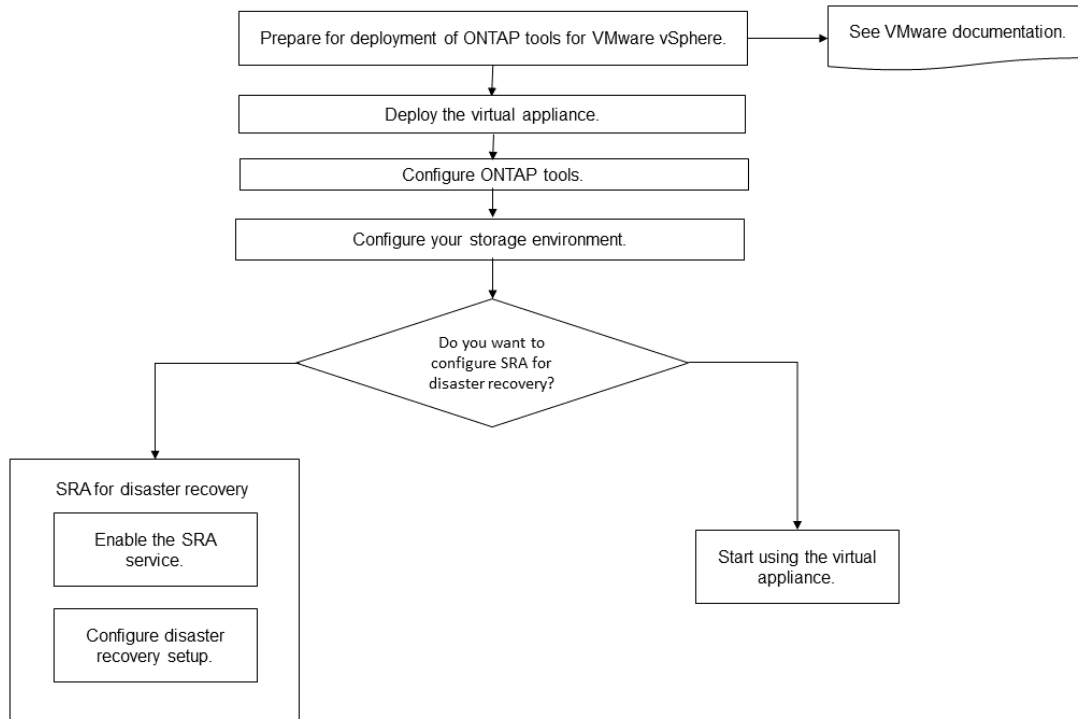 Prepare for deployment of ONTAP tools for VMware vSphere.
See VMware documentation.
Deploy the virtual appliance.
Configure ONTAP tools.
Configure your storage environment.
Do you want to
configure SRA for
disaster recovery?
SRA for disaster recovery
Enable the SRA
service.
Configure disaster
recovery setup.
Start using the virtual
appliance.